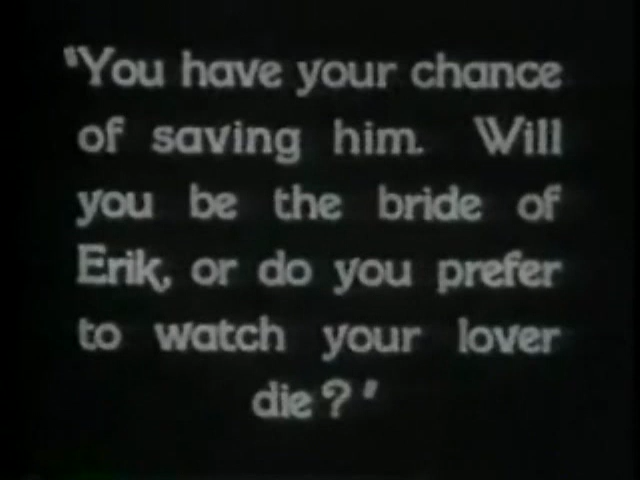 "You have your chance
of saving him. Will
you be the bride of
Erik, or do you prefer
to watch your lover
die?"